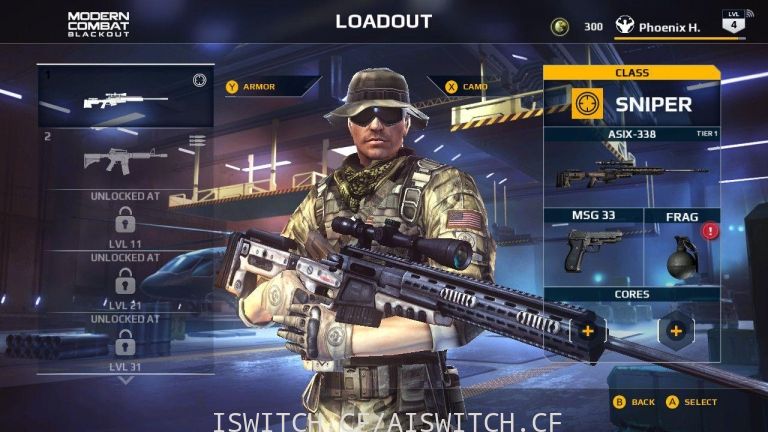 MODERN
COMBAT
BLACKOUT
LOADOUT
300
Phoenix H.
LVL
4
1
Y ARMOR
X CAMO
CLASS
SNIPER
ASIX-338
TIER 1
2
UNLOCKED AT
LVL 11
UNLOCKED AT
LVL 21
UNLOCKED AT
LVL 31
MSG 33
FRAG
!
CORES
+
+
B BACK
A SELECT
ISWITCH.CF/AISWITCH.CF